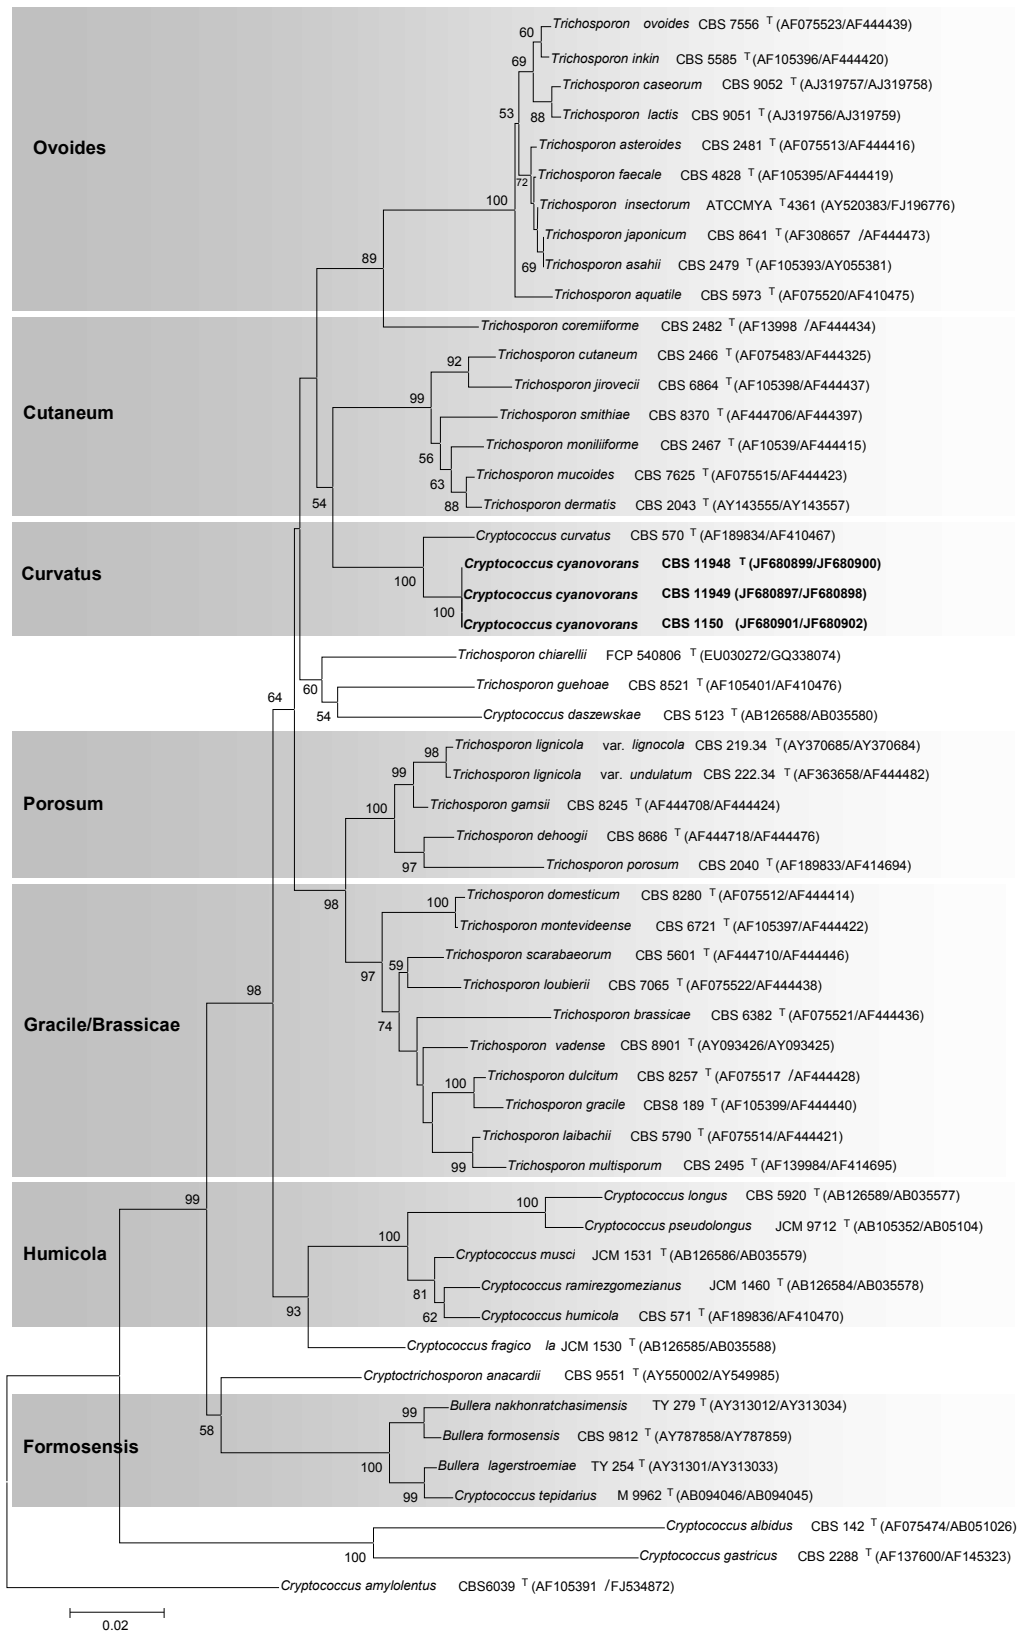 60
Trichosporon ovoides CBS 7556 T (AF075523/AF444439)
Trichosporon inkin CBS 5585 T (AF105396/AF444420)
69
Trichosporon caseorum CBS 9052 T (AJ319757/AJ319758)
53
88
Trichosporon lactis CBS 9051 T (AJ319756/AJ319759)
Ovoides
Trichosporon asteroides CBS 2481 T (AF075513/AF444416)
72
Trichosporon faecale CBS 4828 T (AF105395/AF444419)
100
Trichosporon insectorum ATCCMYA T 4361 (AY520383/FJ196776)
Trichosporon japonicum CBS 8641 T (AF308657 /AF444473)
89
69
Trichosporon asahii CBS 2479 T (AF105393/AY055381)
Trichosporon aquatile CBS 5973 T (AF075520/AF410475)
Trichosporon coremiiforme CBS 2482 T (AF13998 /AF444434)
92
Trichosporon cutaneum CBS 2466 T (AF075483/AF444325)
Trichosporon jirovecii CBS 6864 T (AF105398/AF444437)
99
Cutaneum
Trichosporon smithiae CBS 8370 T (AF444706/AF444397)
56
Trichosporon moniliiforme CBS 2467 T (AF10539/AF444415)
63
Trichosporon mucoides CBS 7625 T (AF075515/AF444423)
54
88
Trichosporon dermatis CBS 2043 T (AY143555/AY143557)
Cryptococcus curvatus CBS 570 T (AF189834/AF410467)
Curvatus
Cryptococcus cyanovorans CBS 11948 T (JF680899/JF680900)
100
Cryptococcus cyanovorans CBS 11949 (JF680897/JF680898)
100
Cryptococcus cyanovorans CBS 1150 (JF680901/JF680902)
Trichosporon chiarellii FCP 540806 T (EU030272/GQ338074)
64
60
Trichosporon guehoae CBS 8521 T (AF105401/AF410476)
54
Cryptococcus daszewskae CBS 5123 T (AB126588/AB035580)
98
Trichosporon lignicola var. lignocola CBS 219.34 T (AY370685/AY370684)
99
Trichosporon lignicola var. undulatum CBS 222.34 T (AF363658/AF444482)
Porosum
100
Trichosporon gamsii CBS 8245 T (AF444708/AF444424)
Trichosporon dehoogii CBS 8686 T (AF444718/AF444476)
97
Trichosporon porosum CBS 2040 T (AF189833/AF414694)
98
100
Trichosporon domesticum CBS 8280 T (AF075512/AF444414)
Trichosporon montevideense CBS 6721 T (AF105397/AF444422)
97
59
Trichosporon scarabaeorum CBS 5601 T (AF444710/AF444446)
98
Trichosporon loubierii CBS 7065 T (AF075522/AF444438)
Gracile/Brassicae
74
Trichosporon brassicae CBS 6382 T (AF075521/AF444436)
Trichosporon vadense CBS 8901 T (AY093426/AY093425)
100
Trichosporon dulcitum CBS 8257 T (AF075517 /AF444428)
Trichosporon gracile CBS8 189 T (AF105399/AF444440)
Trichosporon laibachii CBS 5790 T (AF075514/AF444421)
99
Trichosporon multisporum CBS 2495 T (AF139984/AF414695)
99
100
Cryptococcus longus CBS 5920 T (AB126589/AB035577)
Cryptococcus pseudolongus JCM 9712 T (AB105352/AB05104)
100
Humicola
Cryptococcus musci JCM 1531 T (AB126586/AB035579)
81
Cryptococcus ramirezgomezianus JCM 1460 T (AB126584/AB035578)
93
62
Cryptococcus humicola CBS 571 T (AF189836/AF410470)
Cryptococcus fragico la JCM 1530 T (AB126585/AB035588)
Cryptoctrichosporon anacardii CBS 9551 T (AY550002/AY549985)
99
Bullera nakhonratchasimensis TY 279 T (AY313012/AY313034)
58
Bullera formosensis CBS 9812 T (AY787858/AY787859)
Formosensis
100
Bullera lagerstroemiae TY 254 T (AY31301/AY313033)
99
Cryptococcus tepidarius M 9962 T (AB094046/AB094045)
Cryptococcus albidus CBS 142 T (AF075474/AB051026)
100
Cryptococcus gastricus CBS 2288 T (AF137600/AF145323)
Cryptococcus amylolentus CBS6039 T (AF105391 /FJ534872)
0.02